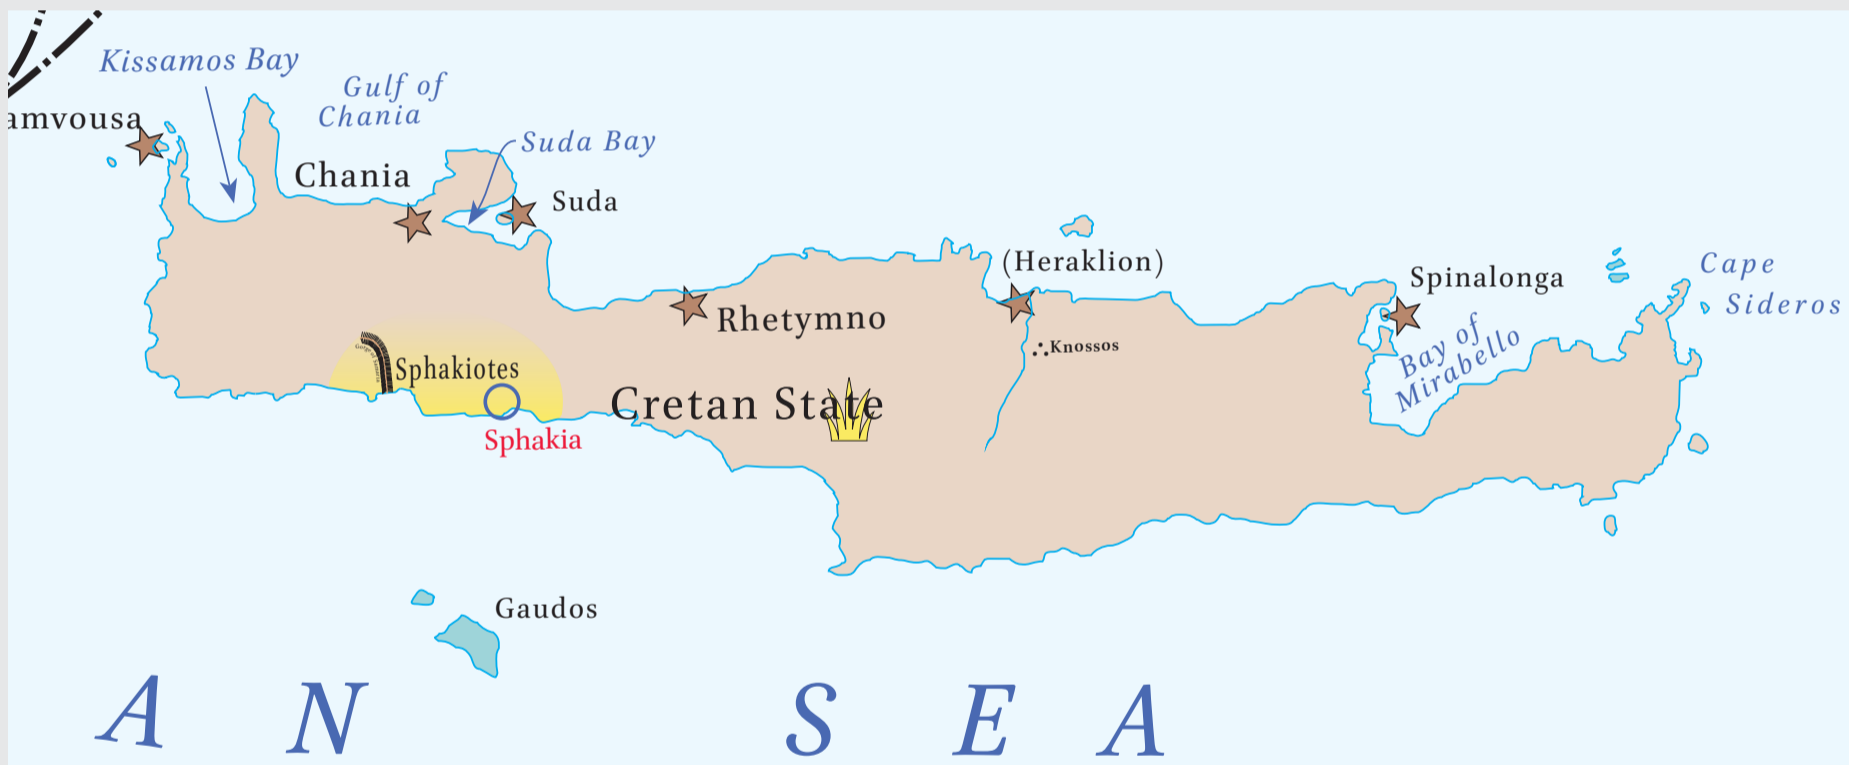 Kissamos Bay
Gulf of
Chania
amvousa
Suda Bay
Chania
Suda
(Heraklion)
Cape
Sideros
Spinalonga
Rhetymno
Bay of
Mirabello
Knossos
Sphakiotes
Cretan State
Sphakia
Gaudos
A N S E A